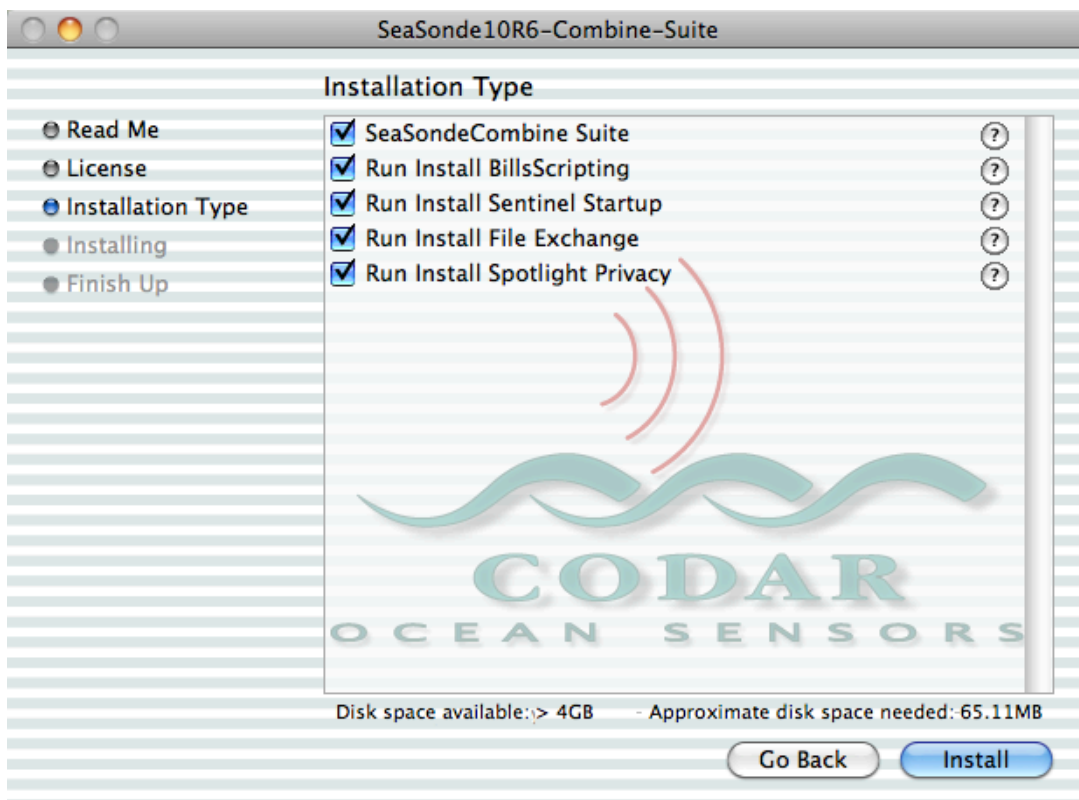 SeaSonde10R6-Combine-Suite
Installation Type
Read Me
License
Installation Type
Installing
Finish Up
SeaSondeCombine Suite ?
Run Install BillsScripting ?
Run Install Sentinel Startup ?
Run Install File Exchange ?
Run Install Spotlight Privacy ?
CODAR
OCEAN SENSORS
Disk space available: > 4GB Approximate disk space needed: 65.11MB
Go Back Install